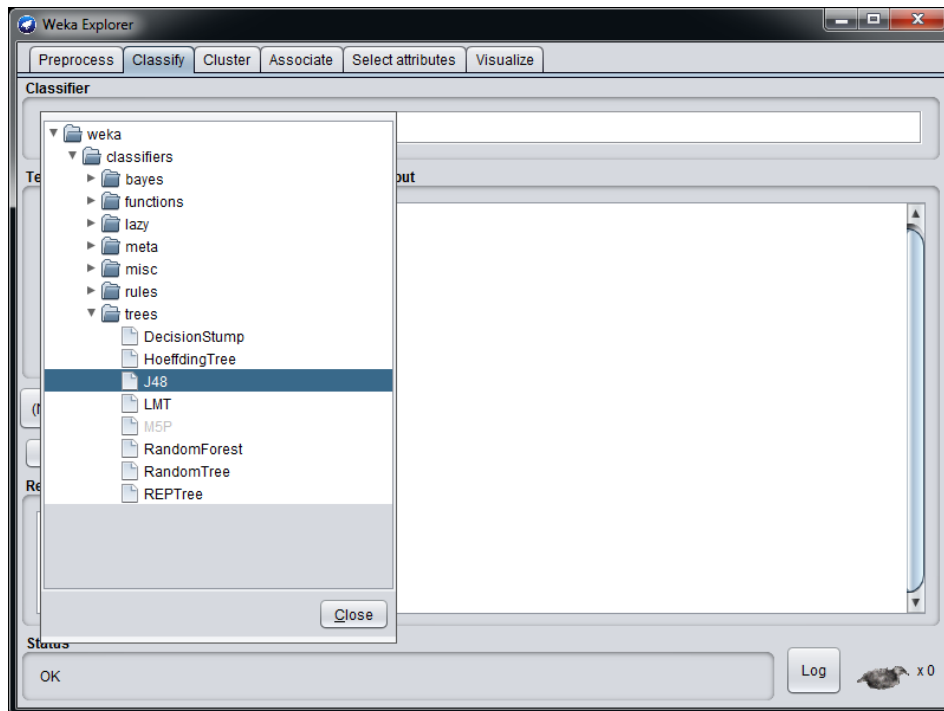 Weka Explorer
Preprocess Classify Cluster Associate Select attributes Visualize
Classifier
weka
classifiers
bayes
functions
lazy
meta
misc
rules
trees
DecisionStump
HoeffdingTree
J48
LMT
M5P
RandomForest
RandomTree
REPTree
Close
Status
OK
Log
x 0